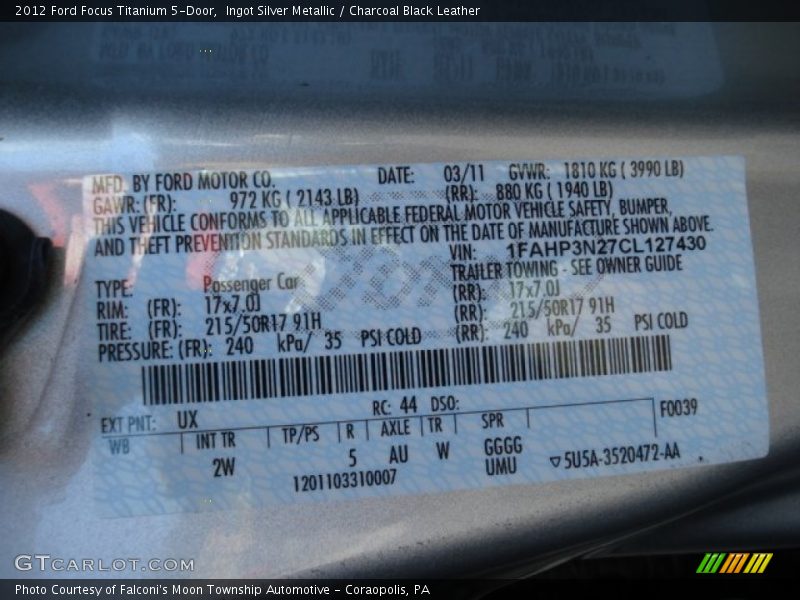 2012 Ford Focus Titanium 5-Door,  Ingot Silver Metallic / Charcoal Black Leather
MFD. BY FORD MOTOR CO. DATE: 03/11 GVWR: 1810 KG ( 3990 LB)
GAWR: (FR): 972 KG ( 2143 LB) (RR): 880 KG ( 1940 LB)
THIS VEHICLE CONFORMS TO ALL APPLICABLE FEDERAL MOTOR VEHICLE SAFETY, BUMPER,
AND THEFT PREVENTION STANDARDS IN EFFECT ON THE DATE OF MANUFACTURE SHOWN ABOVE.
VIN: 1FAHP3N27CL127430
TYPE: Passenger Car TRAILER TOWING - SEE OWNER GUIDE
RIM: (FR): 17x7.0J (RR): 17x7.0J
TIRE: (FR): 215/50R17 91H (RR): 215/50R17 91H
PRESSURE: (FR): 240 kPa/ 35 PSI COLD (RR): 240 kPa/ 35 PSI COLD
EXT PNT: UX RC: 44 DSO: F0039
WB INT TR TP/PS R AXLE TR SPR
2W 5 AU W GGGG
UMU
1201103310007 ▽5U5A-3520472-AA
GTCARLOT.COM
Photo Courtesy of Falconi's Moon Township Automotive - Coraopolis, PA